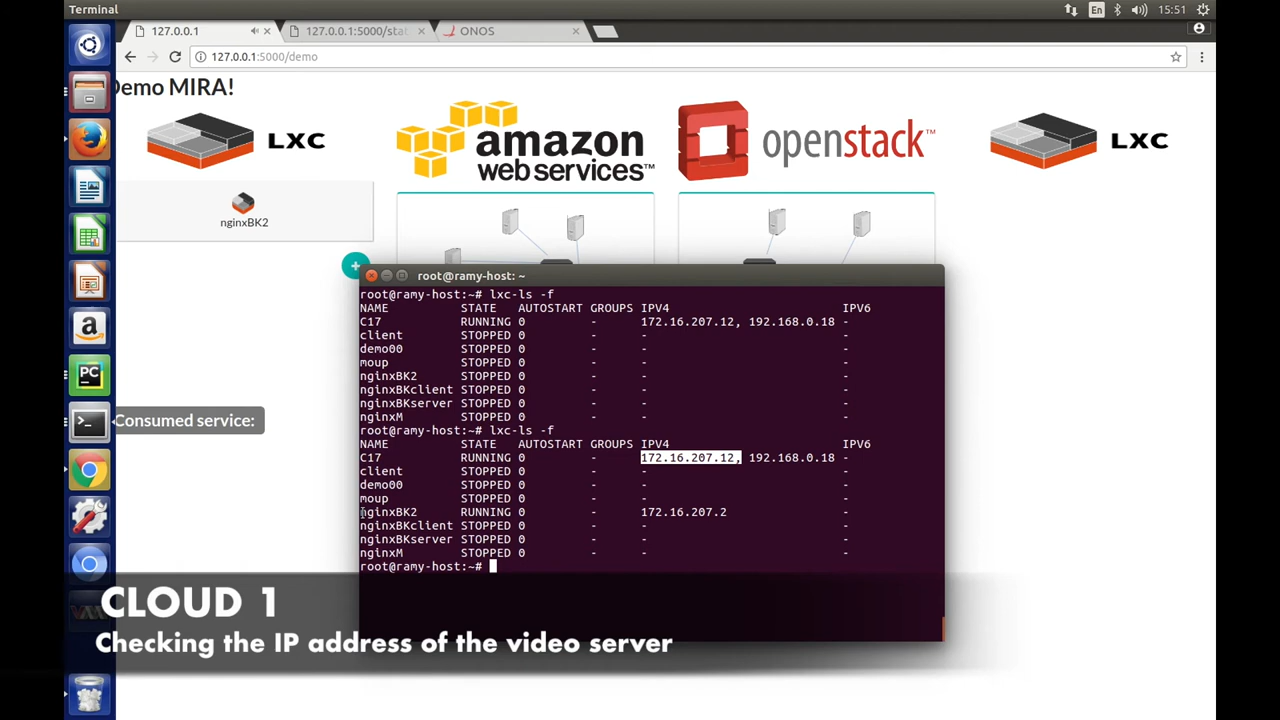 Terminal
En
15:51
127.0.0.1
127.0.0.1:5000/stat
ONOS
127.0.0.1:5000/demo
Demo MIRA!
LXC
amazon
web services™
openstack™
LXC
nginxBK2
+
root@ramy-host: ~
root@ramy-host:~# lxc-ls -f
NAME STATE AUTOSTART GROUPS IPV4 IPV6
C17 RUNNING 0 - 172.16.207.12, 192.168.0.18 -
client STOPPED 0 - - -
demo00 STOPPED 0 - - -
moup STOPPED 0 - - -
nginxBK2 STOPPED 0 - - -
nginxBKclient STOPPED 0 - - -
nginxBKserver STOPPED 0 - - -
nginxM STOPPED 0 - - -
root@ramy-host:~# lxc-ls -f
NAME STATE AUTOSTART GROUPS IPV4 IPV6
C17 RUNNING 0 - 172.16.207.12, 192.168.0.18 -
client STOPPED 0 - - -
demo00 STOPPED 0 - - -
moup STOPPED 0 - - -
nginxBK2 RUNNING 0 - 172.16.207.2 -
nginxBKclient STOPPED 0 - - -
nginxBKserver STOPPED 0 - - -
nginxM STOPPED 0 - - -
root@ramy-host:~#
PC
Consumed service:
CLOUD 1
Checking the IP address of the video server